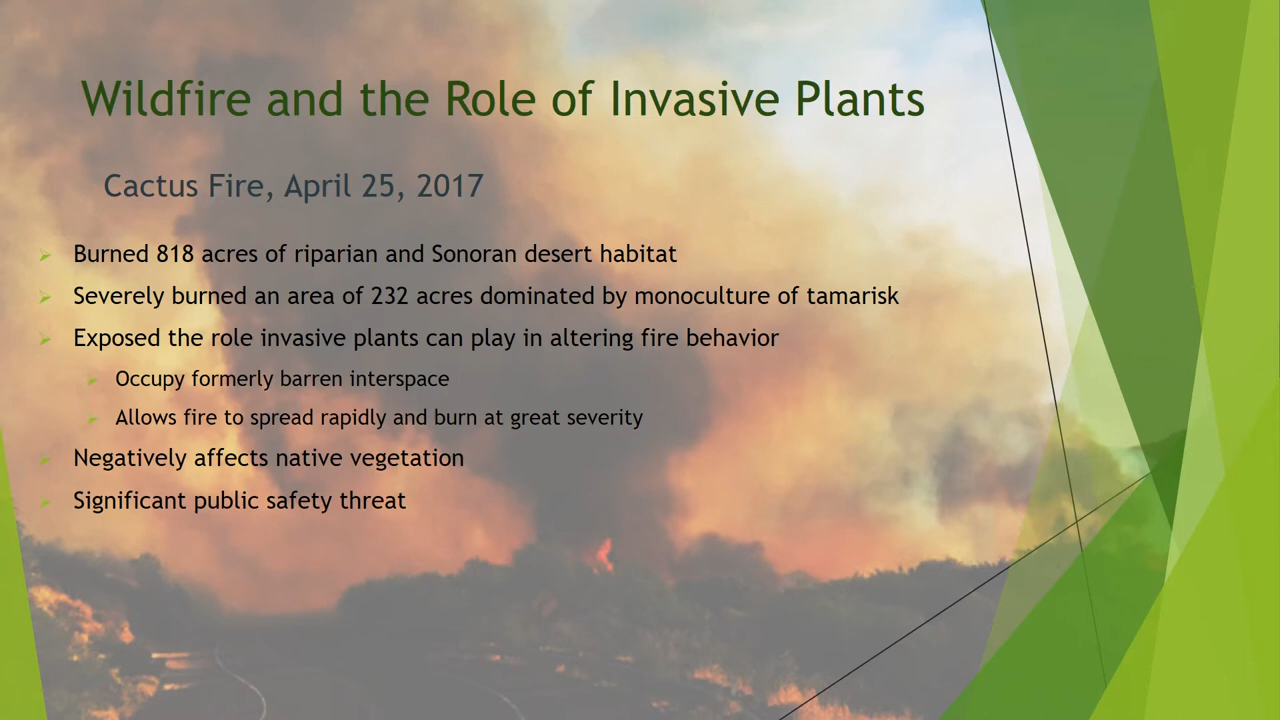 Wildfire and the Role of Invasive Plants
Cactus Fire, April 25, 2017
Burned 818 acres of riparian and Sonoran desert habitat
Severely burned an area of 232 acres dominated by monoculture of tamarisk
Exposed the role invasive plants can play in altering fire behavior
Occupy formerly barren interspace
Allows fire to spread rapidly and burn at great severity
Negatively affects native vegetation
Significant public safety threat